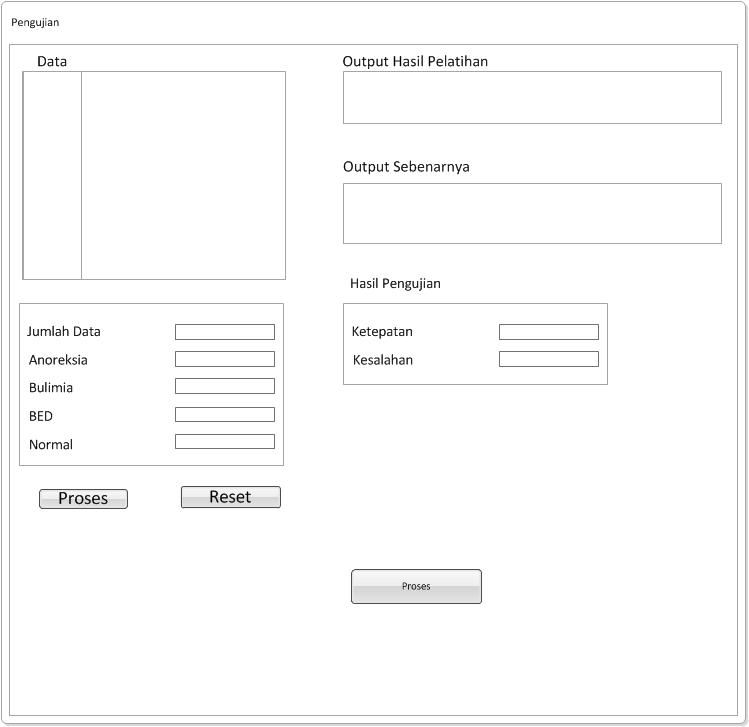 Pengujian
Data
Output Hasil Pelatihan
Output Sebenarnya
Hasil Pengujian
Jumlah Data
Anoreksia
Bulimia
BED
Normal
Ketepatan
Kesalahan
Proses
Reset
Proses